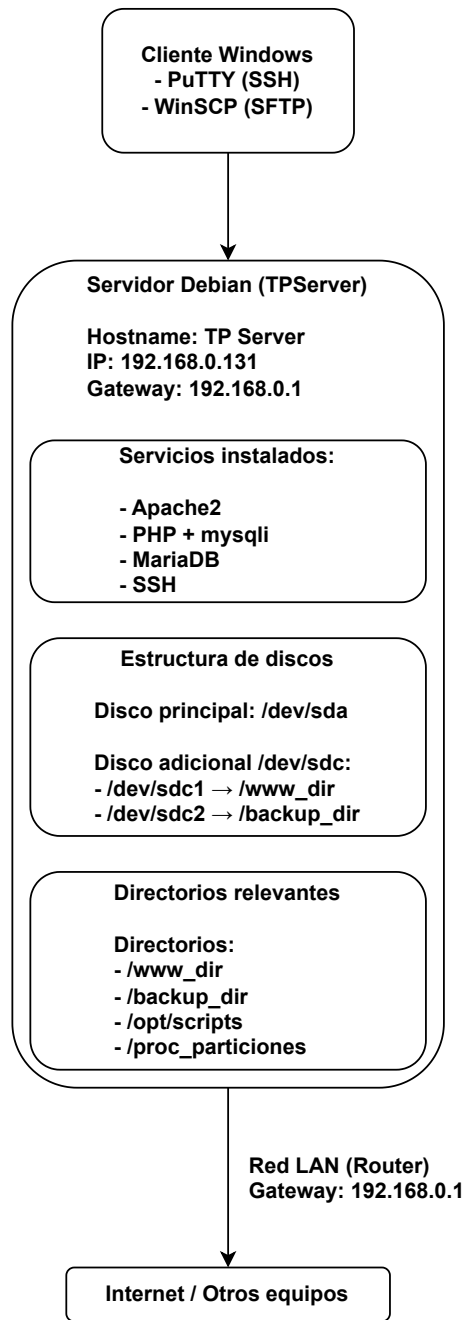 Cliente Windows
- PuTTY (SSH)
- WinSCP (SFTP)
Servidor Debian (TPServer)
Hostname: TP Server
IP: 192.168.0.131
Gateway: 192.168.0.1
Servicios instalados:
- Apache2
- PHP + mysqli
- MariaDB
- SSH
Estructura de discos
Disco principal: /dev/sda
Disco adicional /dev/sdc:
- /dev/sdc1 → /www_dir
- /dev/sdc2 → /backup_dir
Directorios relevantes
Directorios:
- /www_dir
- /backup_dir
- /opt/scripts
- /proc_particiones
Red LAN (Router)
Gateway: 192.168.0.1
Internet / Otros equipos